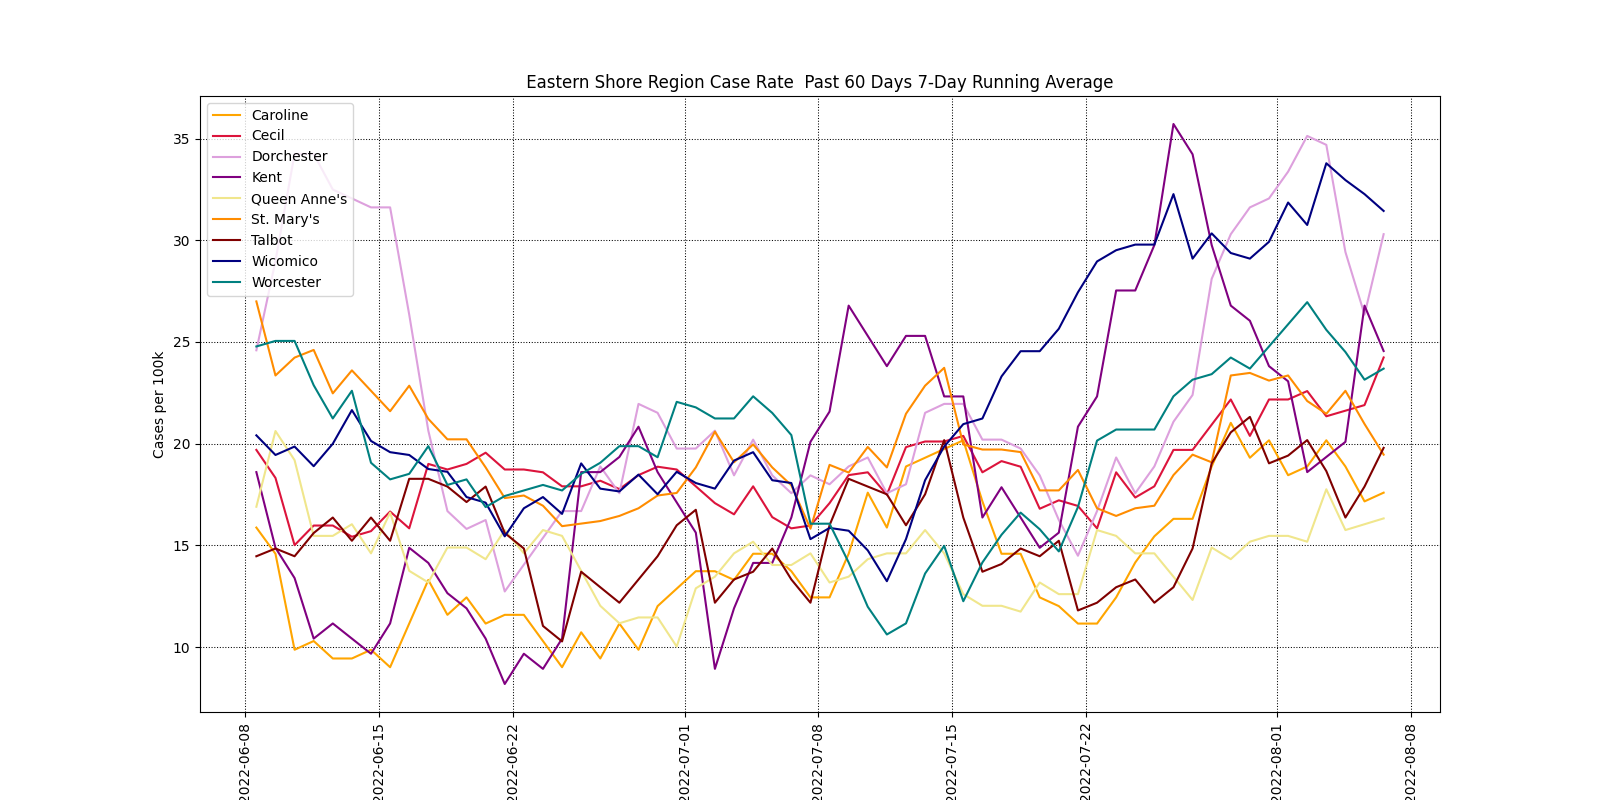 Eastern Shore Region Case Rate  Past 60 Days 7-Day Running Average
Cases per 100k
35
30
25
20
15
10
Caroline
Cecil
Dorchester
Kent
Queen Anne's
St. Mary's
Talbot
Wicomico
Worcester
2022-06-08
2022-06-15
2022-06-22
2022-07-01
2022-07-08
2022-07-15
2022-07-22
2022-08-01
2022-08-08